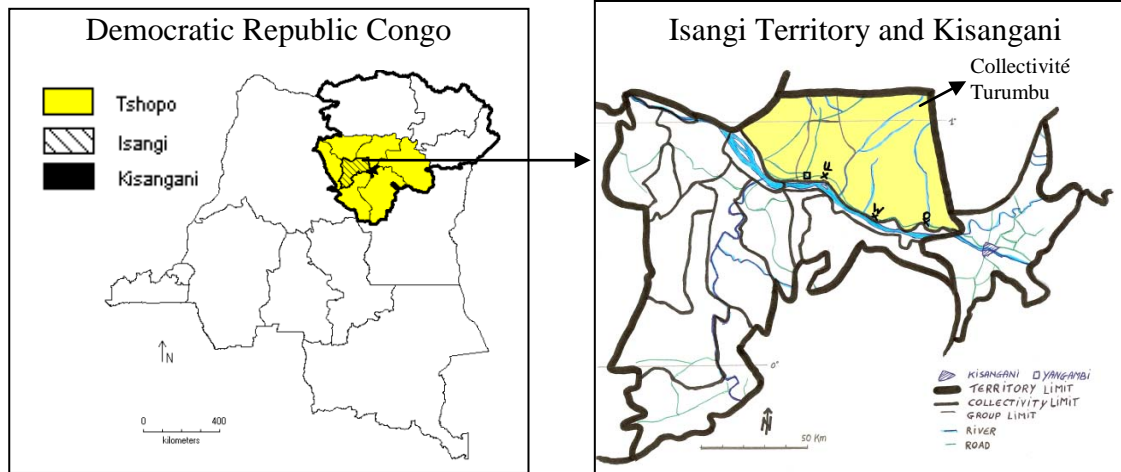 Democratic Republic Congo
Tshopo
Isangi
Kisangani
N
0 400
kilometers
Isangi Territory and Kisangani
Collectivité
Turumbu
1°
0°
N
50 Km
KISANGANI YANGAMBI
TERRITORY LIMIT
COLLECTIVITY LIMIT
GROUP LIMIT
RIVER
ROAD